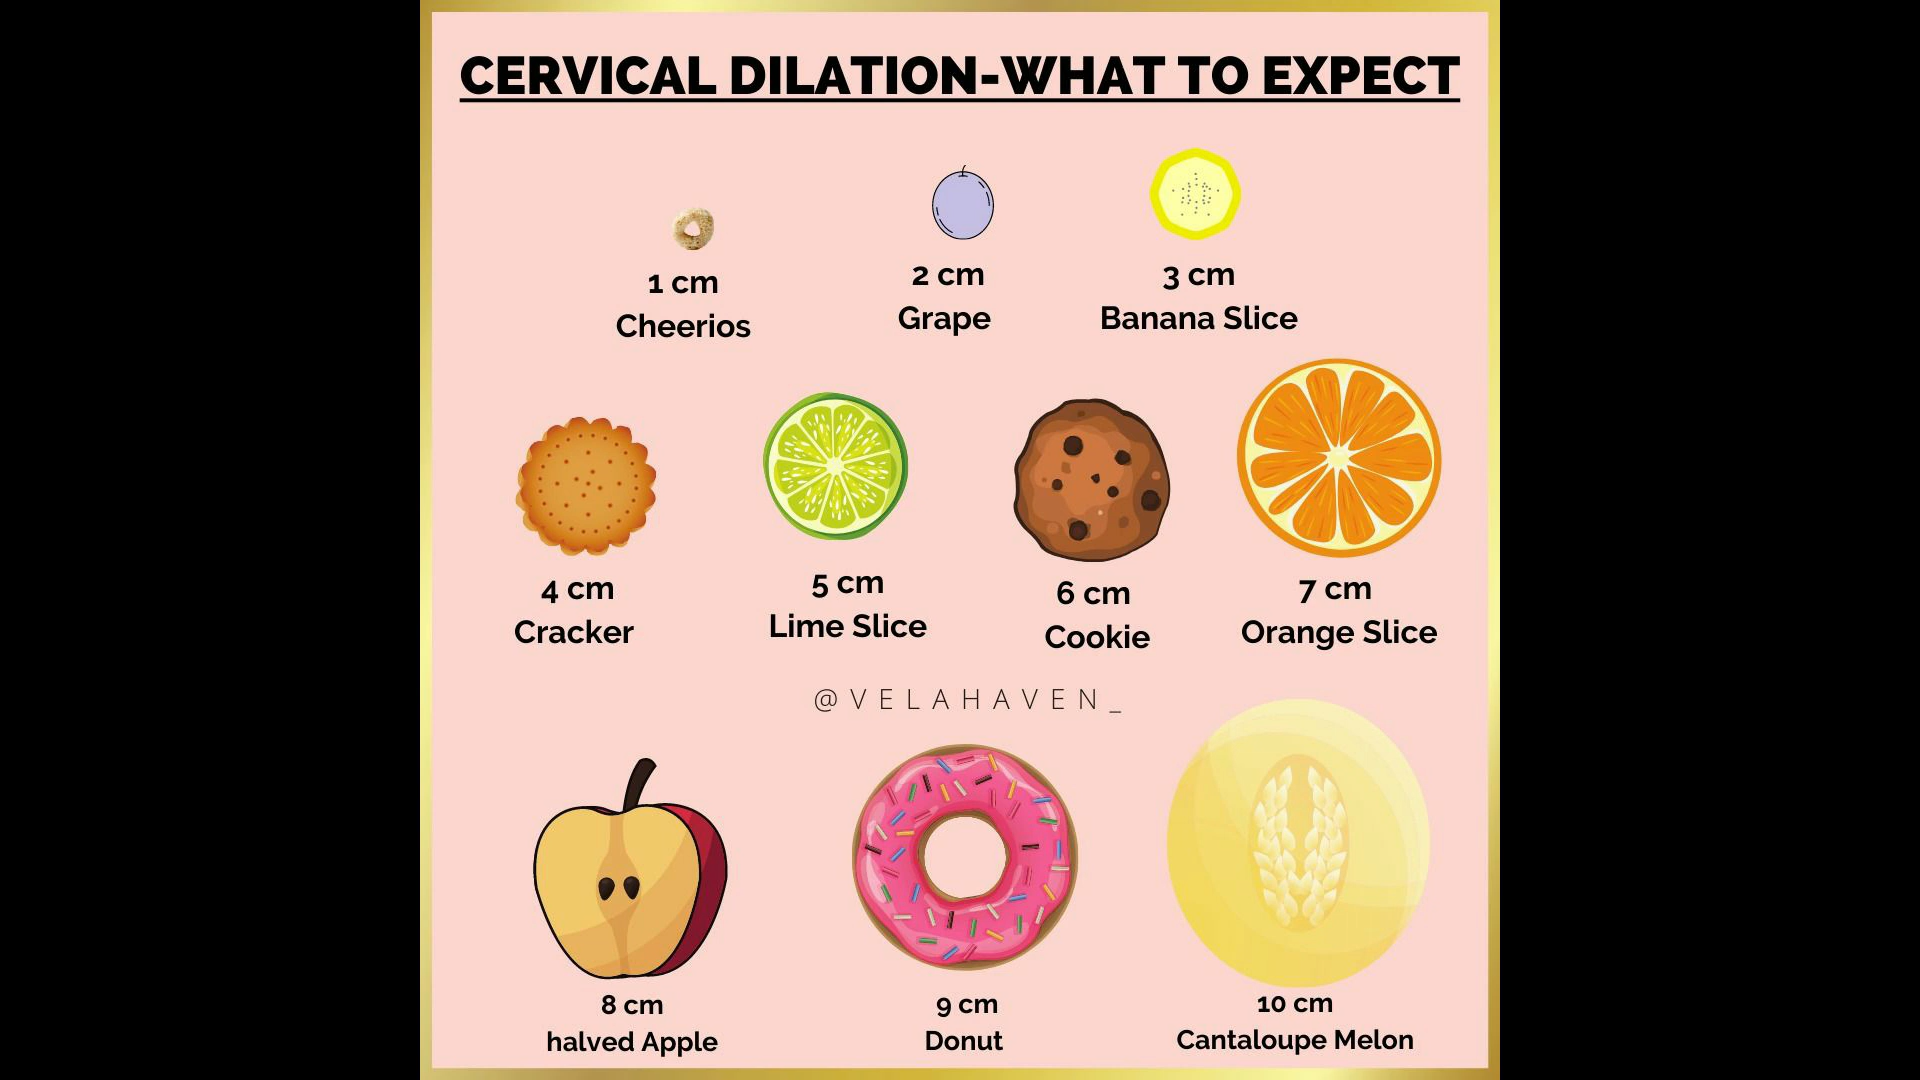 CERVICAL DILATION-WHAT TO EXPECT
1 cm
Cheerios
2 cm
Grape
3 cm
Banana Slice
4 cm
Cracker
5 cm
Lime Slice
6 cm
Cookie
7 cm
Orange Slice
@VELAHAVEN_
8 cm
halved Apple
9 cm
Donut
10 cm
Cantaloupe Melon